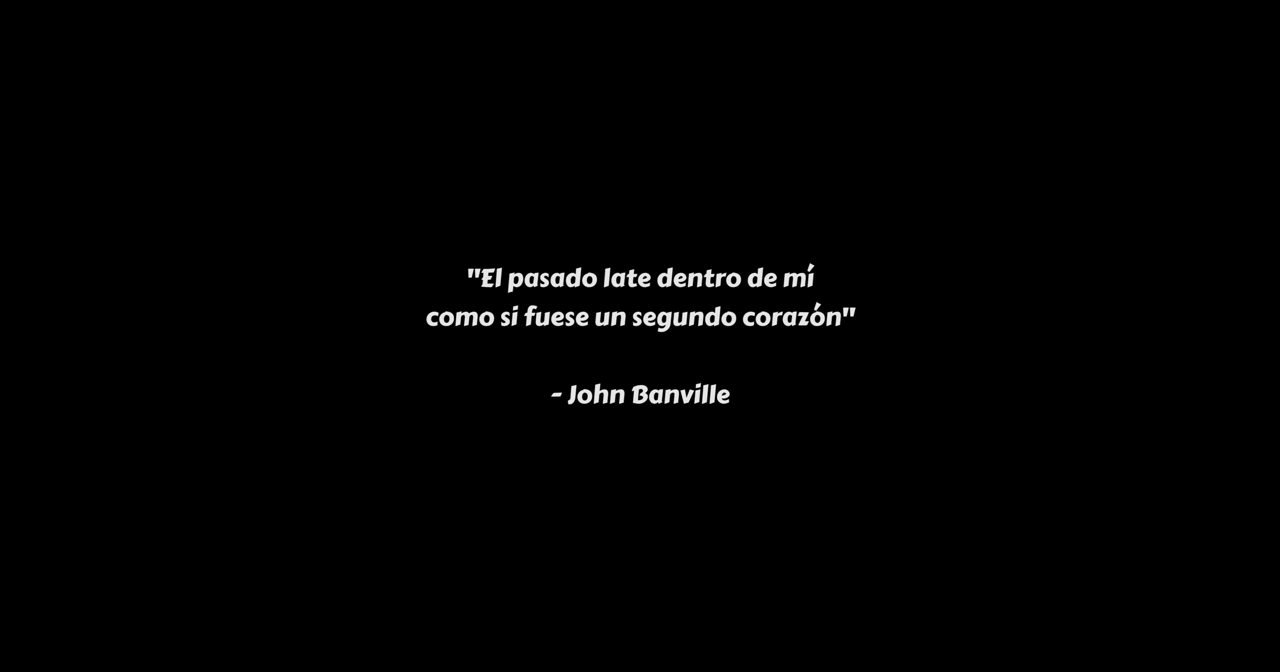 "El pasado late dentro de mí
como si fuese un segundo corazón"
- John Banville